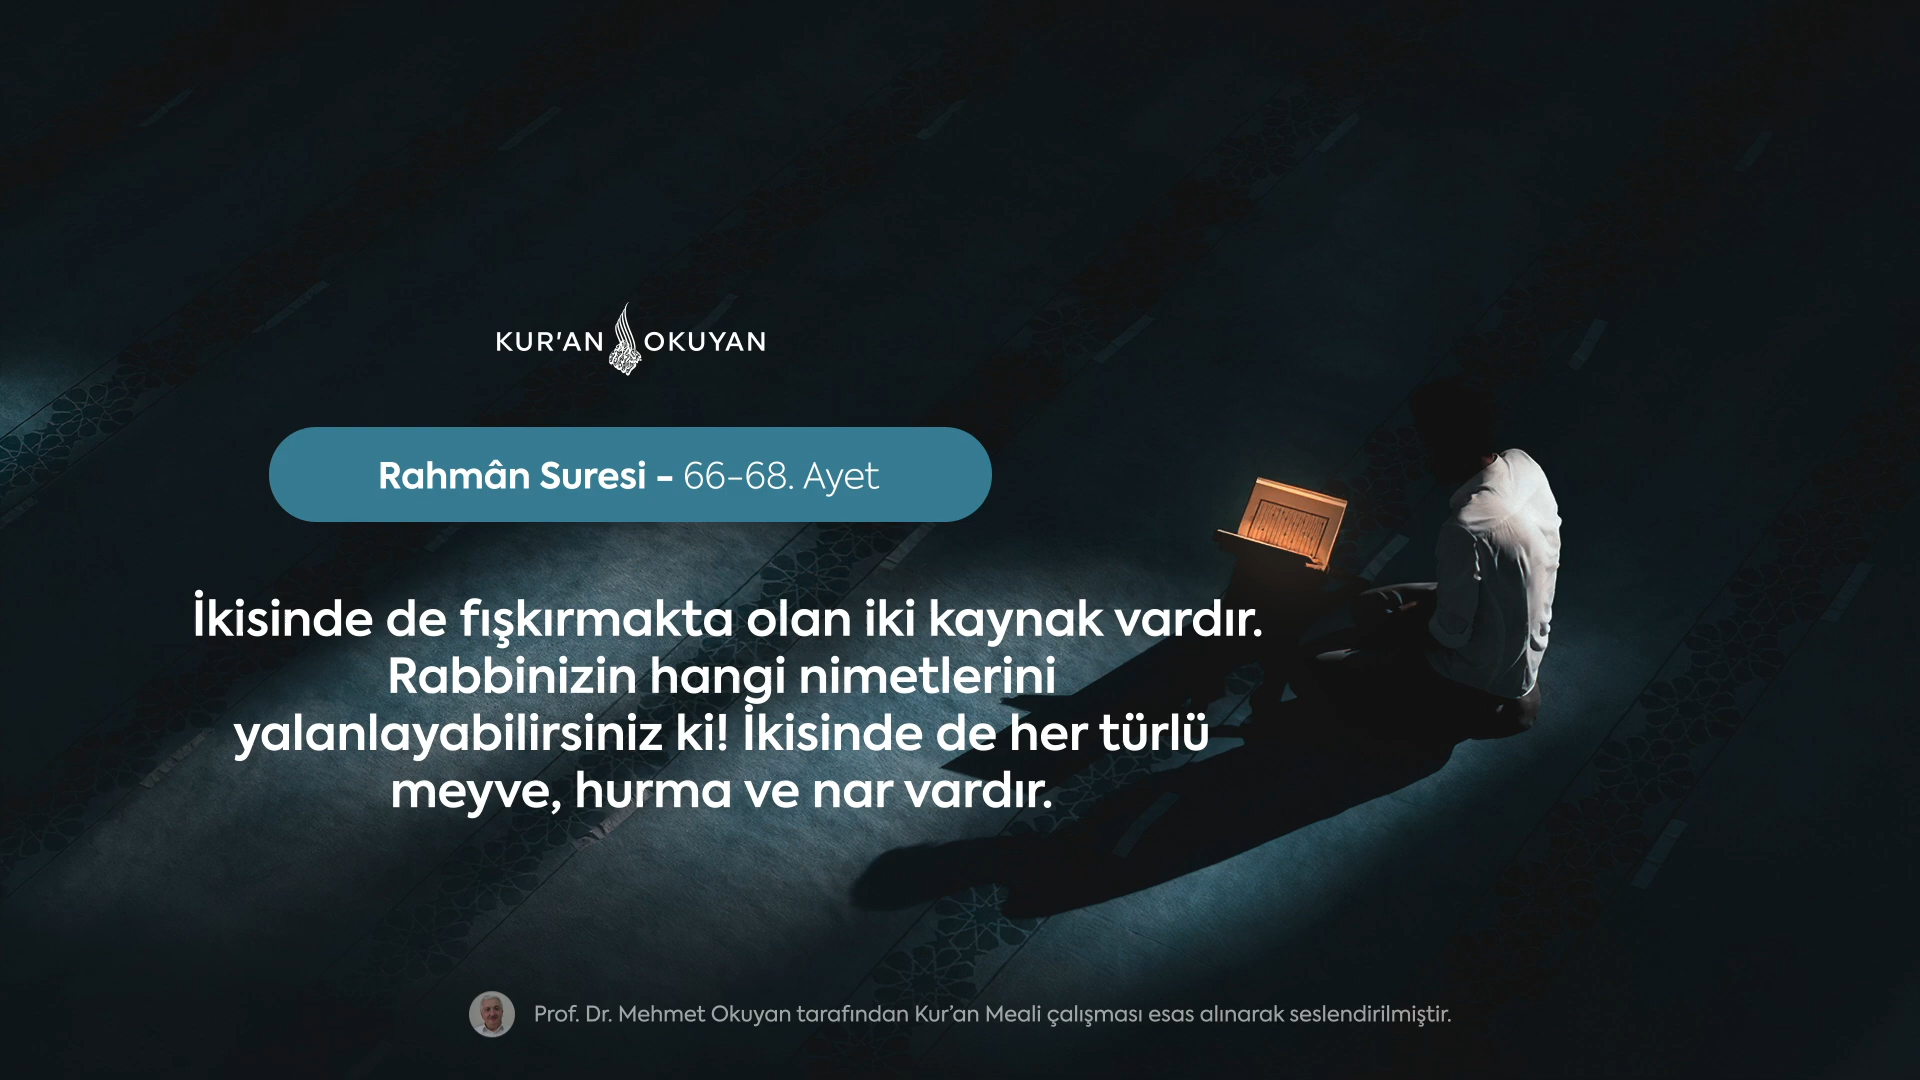 KUR'AN OKUYAN
Rahmân Suresi - 66-68. Ayet
İkisinde de fışkırmakta olan iki kaynak vardır.
Rabbinizin hangi nimetlerini
yalanlayabilirsiniz ki! İkisinde de her türlü
meyve, hurma ve nar vardır.
Prof. Dr. Mehmet Okuyan tarafından Kur’an Meali çalışması esas alınarak seslendirilmiştir.